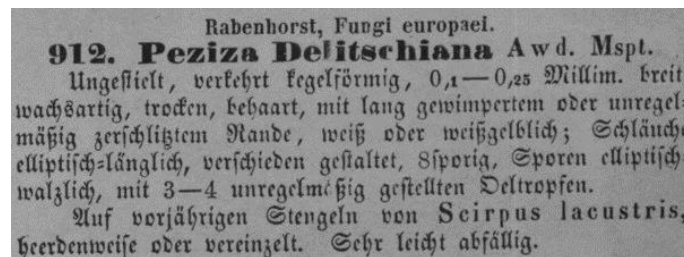 Rabenhorst, Fungi europaei.
912. Peziza Delitschiana Awd. Mspt.
Ungestielt, verkehrt kegelförmig, 0,1—0,25 Millim. breit
wachsartig, trocken, behaart, mit lang gewimpertem oder unregel=
mäßig zerschlitztem Rande, weiß oder weißgelblich; Schläuche
elliptisch=länglich, verschieden gestaltet, 8sporig, Sporen elliptisch
walzlich, mit 3—4 unregelmäßig gestellten Oeltropfen.
Auf vorjährigen Stengeln von Scirpus lacustris,
heerdenweise oder vereinzelt. Sehr leicht abfällig.